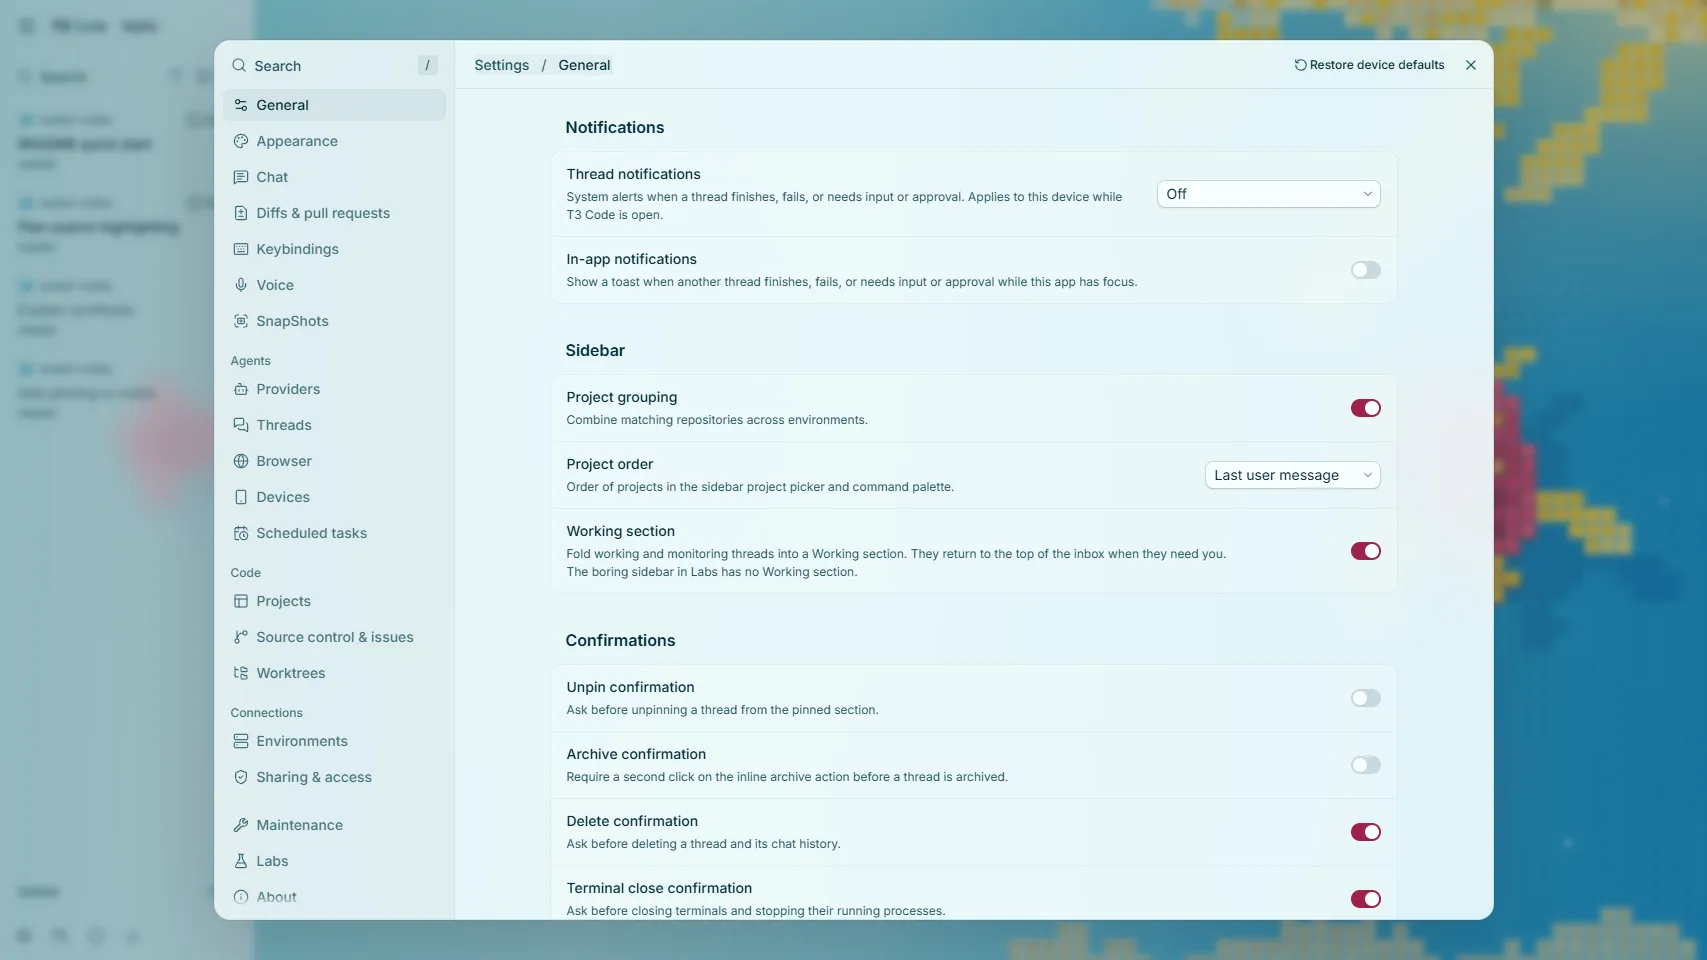 Search
/
General
Appearance
Chat
Diffs & pull requests
Keybindings
Voice
SnapShots
Agents
Providers
Threads
Browser
Devices
Scheduled tasks
Code
Projects
Source control & issues
Worktrees
Connections
Environments
Sharing & access
Maintenance
Labs
About
Settings / General
Restore device defaults
Notifications
Thread notifications
System alerts when a thread finishes, fails, or needs input or approval. Applies to this device while
T3 Code is open.
Off
In-app notifications
Show a toast when another thread finishes, fails, or needs input or approval while this app has focus.
Sidebar
Project grouping
Combine matching repositories across environments.
Project order
Order of projects in the sidebar project picker and command palette.
Last user message
Working section
Fold working and monitoring threads into a Working section. They return to the top of the inbox when they need you.
The boring sidebar in Labs has no Working section.
Confirmations
Unpin confirmation
Ask before unpinning a thread from the pinned section.
Archive confirmation
Require a second click on the inline archive action before a thread is archived.
Delete confirmation
Ask before deleting a thread and its chat history.
Terminal close confirmation
Ask before closing terminals and stopping their running processes.